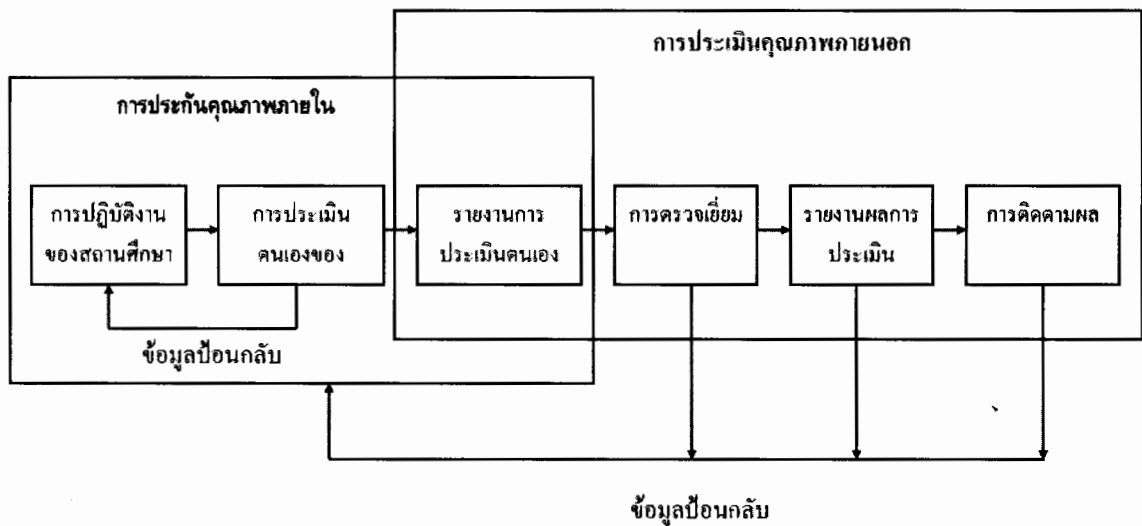 การประเมินคุณภาพภายนอก
การประกันคุณภาพภายใน
การปฏิบัติงาน
ของสถานศึกษา
การประเมิน
ตนเองของ
รายงานการ
ประเมินตนเอง
การตรวจเยี่ยม
รายงานผลการ
ประเมิน
การติดตามผล
ข้อมูลป้อนกลับ
ข้อมูลป้อนกลับ